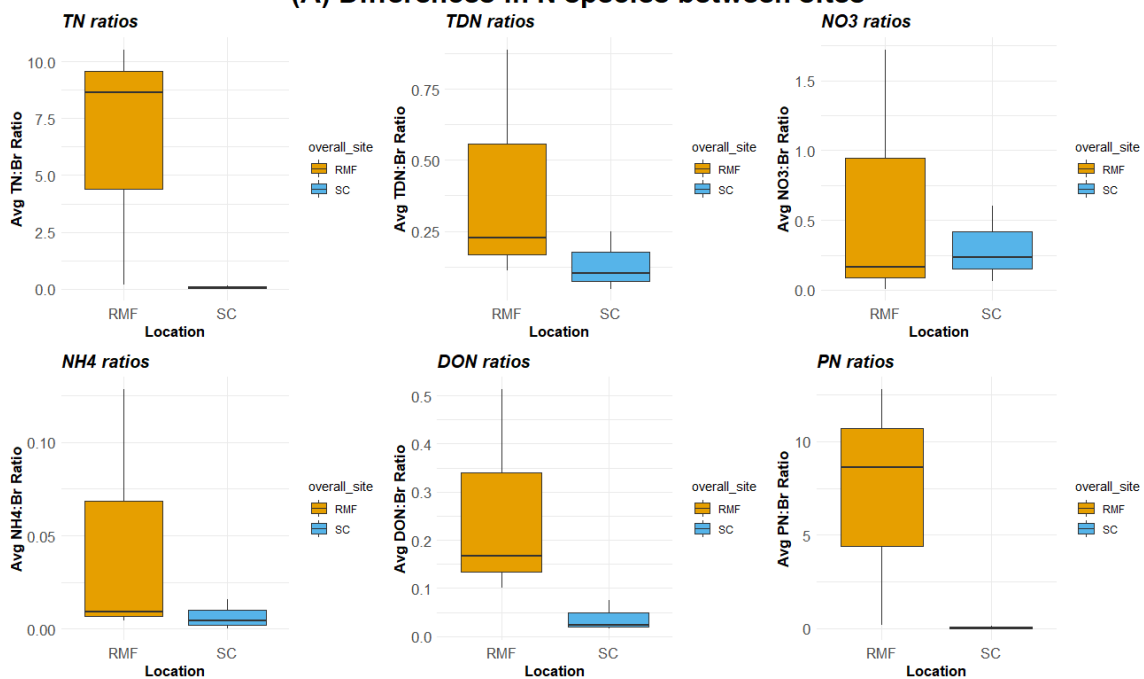 (A) Differences in N species between sites
TN ratios
TDN ratios
NO3 ratios
Avg TN:Br Ratio
10.0
7.5
5.0
2.5
0.0
RMF
SC
Location
overall_site
RMF
SC
Avg TDN:Br Ratio
0.75
0.50
0.25
RMF
SC
Location
overall_site
RMF
SC
Avg NO3:Br Ratio
1.5
1.0
0.5
0.0
RMF
SC
Location
overall_site
RMF
SC
NH4 ratios
DON ratios
PN ratios
Avg NH4:Br Ratio
0.10
0.05
0.00
RMF
SC
Location
overall_site
RMF
SC
Avg DON:Br Ratio
0.5
0.4
0.3
0.2
0.1
0.0
RMF
SC
Location
overall_site
RMF
SC
Avg PN:Br Ratio
10
5
0
RMF
SC
Location
overall_site
RMF
SC